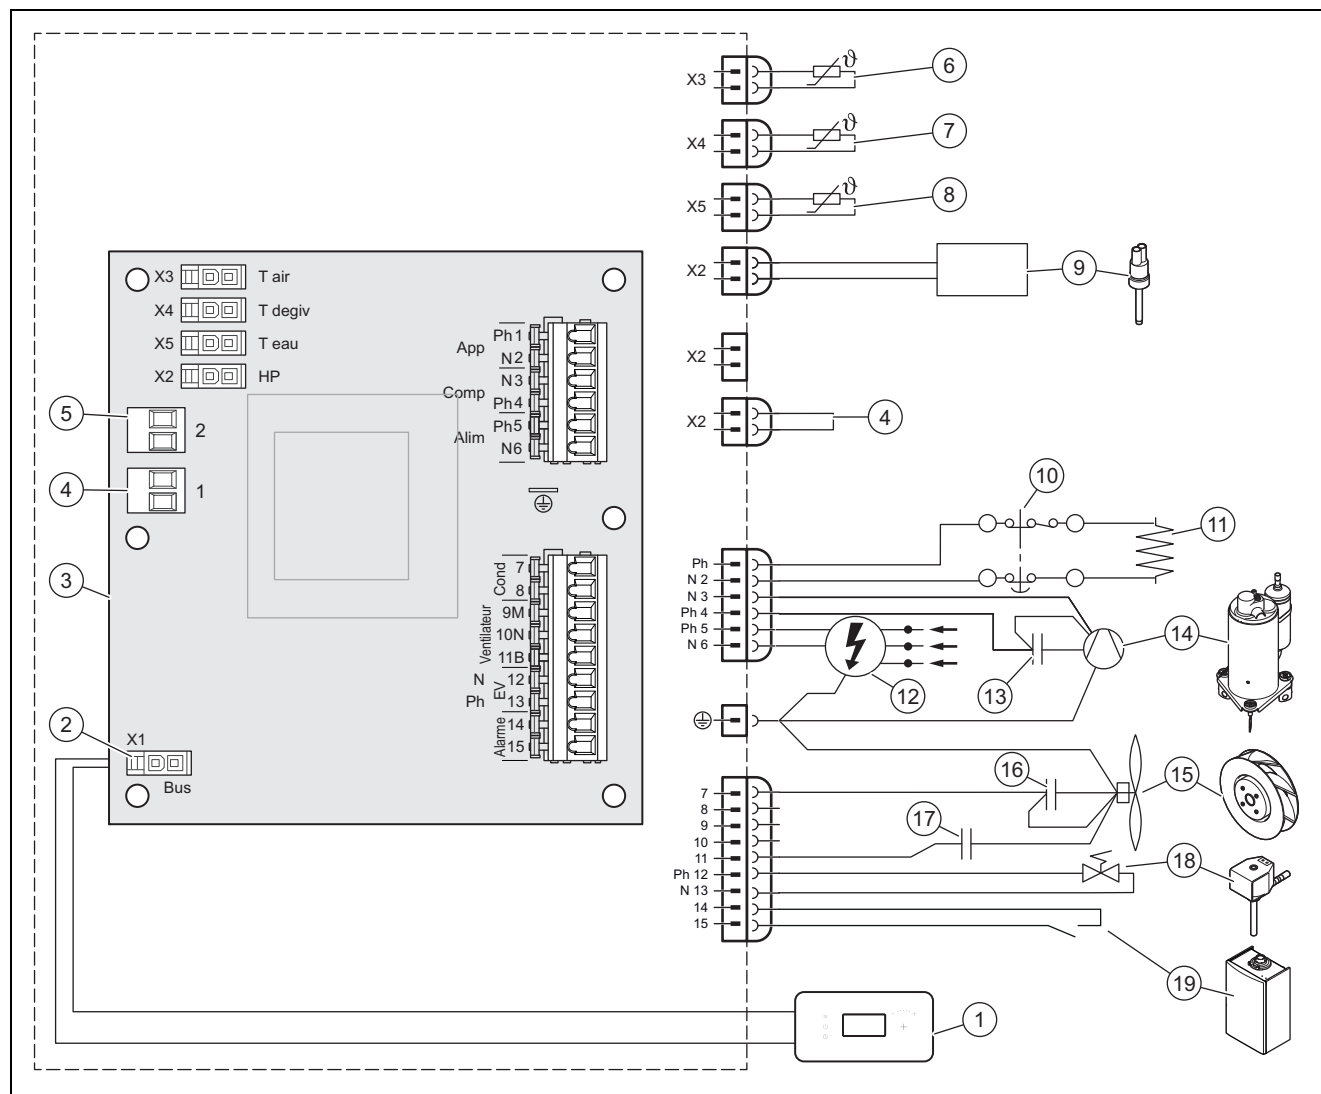 X3
6
X4
7
X5
8
X2
9
X3 T air
X4 T degiv
X5 T eau
X2 HP
App
Ph1
N2
Comp
N3
Ph4
Alim
Ph5
N6
X2
X2
4
5
2
4
1
3
10
11
Ph
N 2
N 3
Ph 4
Ph 5
N 6
12
13
14
Cond
7
8
Ventilateur
9M
10N
11B
EV
N 12
Ph 13
Alarme
14
15
2
X1
Bus
7
8
9
10
11
Ph 12
N 13
14
15
16
15
17
18
19
1